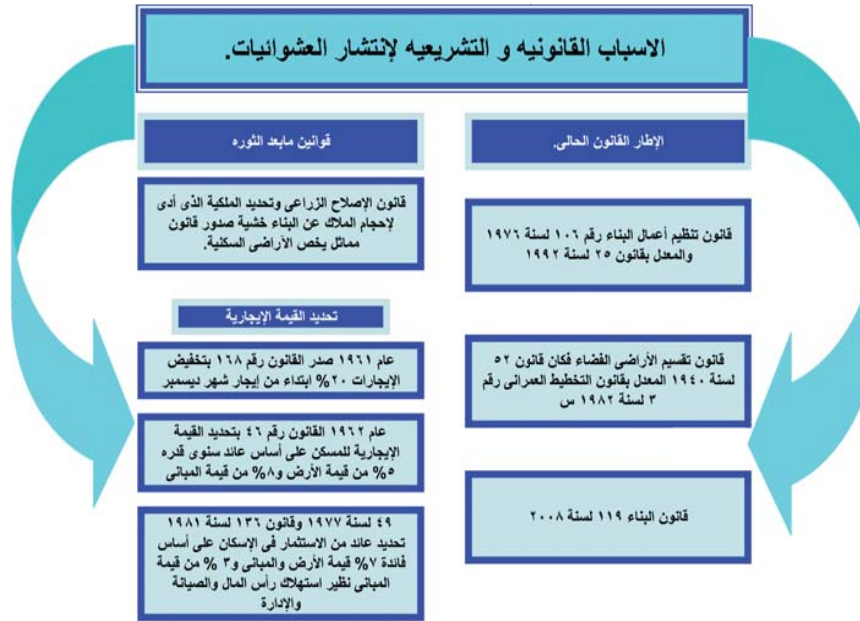 الاسباب القانونيه و التشريعيه لإنتشار العشوائيات.
الإطار القانون الحالى.
قانون تنظيم أعمال البناء رقم ١٠٦ لسنة ١٩٧٦
والمعدل بقانون ٢٥ لسنة ١٩٩٢
قانون تقسيم الأراضى الفضاء فكان قانون ٥٢
لسنة ١٩٤٠ المعدل بقانون التخطيط العمرانى رقم
٣ لسنة ١٩٨٢ س
قانون البناء ١١٩ لسنة ٢٠٠٨
قوانين مابعد الثوره
قانون الإصلاح الزراعى وتحديد الملكية الذى أدى
لإحجام الملاك عن البناء خشية صدور قانون
مماثل يخص الآراضى السكنية.
تحديد القيمة الإيجارية
عام ١٩٦١ صدر القانون رقم ١٦٨ بتخفيض
الإيجارات ٢٠% ابتداء من إيجار شهر ديسمبر
عام ١٩٦٢ القانون رقم ٤٦ بتحديد القيمة
الإيجارية للمسكن على أساس عائد سنوى قدره
٥% من قيمة الأرض و٨% من قيمة المبانى
٤٩ لسنة ١٩٧٧ وقانون ١٣٦ لسنة ١٩٨١
تحديد عائد من الاستثمار فى الإسكان على أساس
فائدة ٧% قيمة الأرض والمبانى و٣ % من قيمة
المبانى نظير استهلاك رأس المال والصيانة
والإدارة